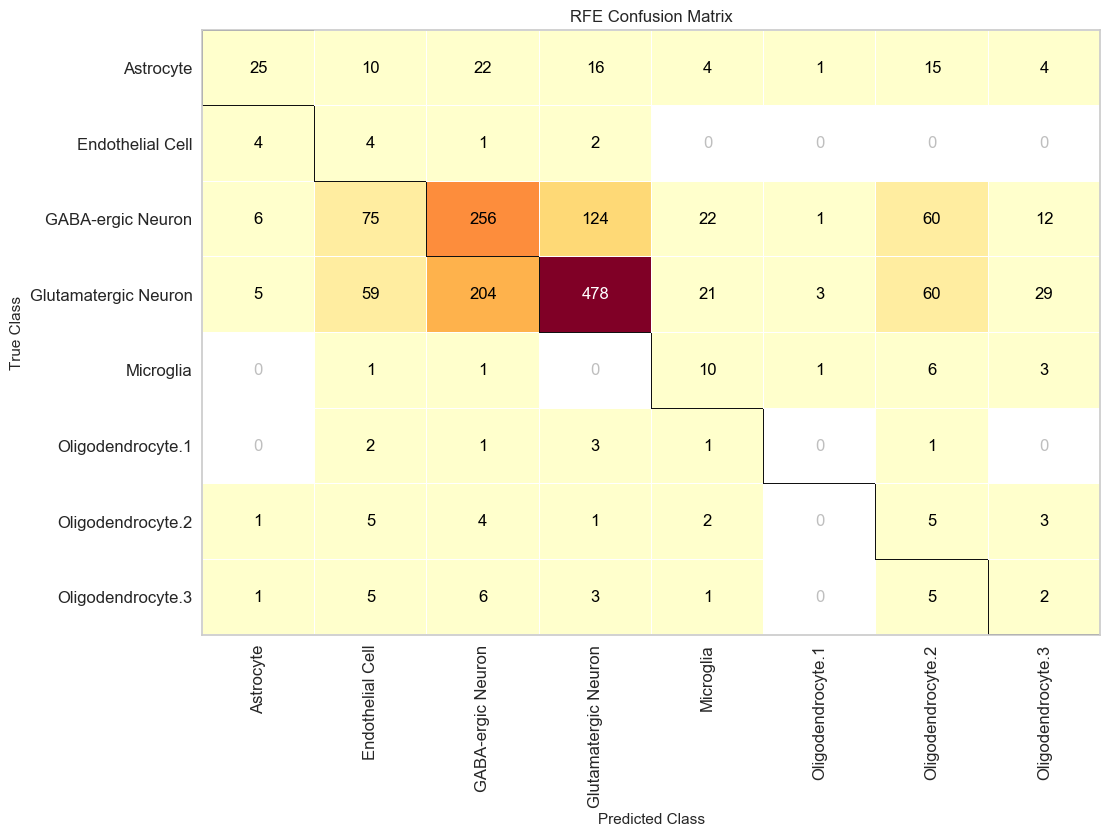 RFE Confusion Matrix
True Class
Astrocyte 25 10 22 16 4 1 15 4
Endothelial Cell 4 4 1 2 0 0 0 0
GABA-ergic Neuron 6 75 256 124 22 1 60 12
Glutamatergic Neuron 5 59 204 478 21 3 60 29
Microglia 0 1 1 0 10 1 6 3
Oligodendrocyte.1 0 2 1 3 1 0 1 0
Oligodendrocyte.2 1 5 4 1 2 0 5 3
Oligodendrocyte.3 1 5 6 3 1 0 5 2
Astrocyte
Endothelial Cell
GABA-ergic Neuron
Glutamatergic Neuron
Microglia
Oligodendrocyte.1
Oligodendrocyte.2
Oligodendrocyte.3
Predicted Class